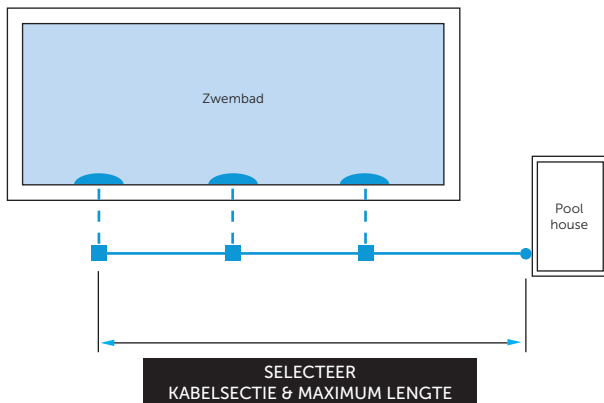 Zwembad
Pool
house
SELECTEER
KABELSECTIE & MAXIMUM LENGTE